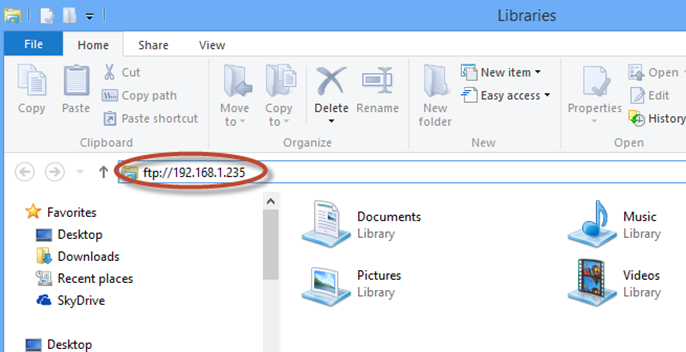 Libraries
File Home Share View
Copy
Paste
Cut
Copy path
Paste shortcut
Clipboard
Move to
Copy to
Delete
Rename
Organize
New folder
New item
Easy access
New
Properties
Open
Edit
History
Open
ftp://192.168.1.235
Favorites
Desktop
Downloads
Recent places
SkyDrive
Desktop
Documents
Library
Music
Library
Pictures
Library
Videos
Library